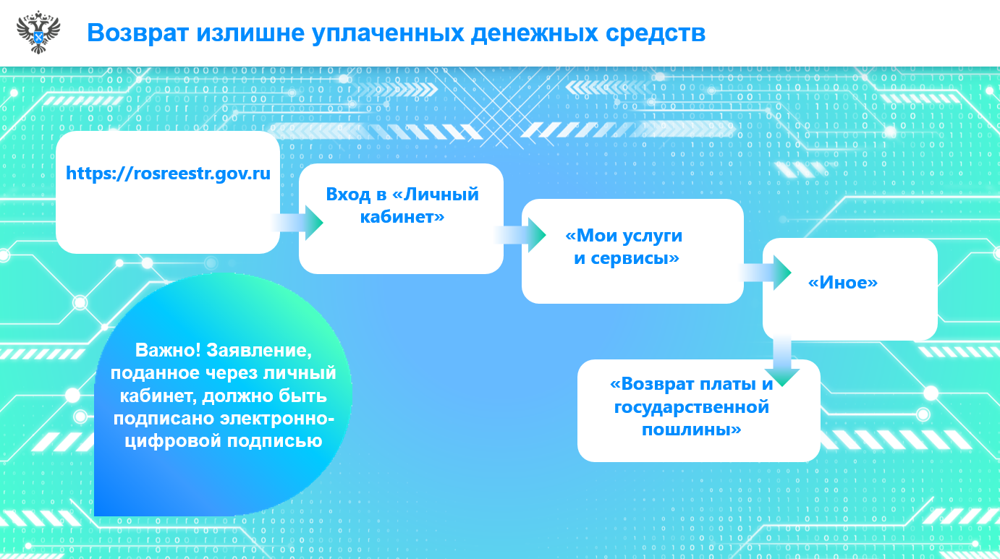 Возврат излишне уплаченных денежных средств
https://rosreestr.gov.ru
Вход в «Личный
кабинет»
«Мои услуги
и сервисы»
«Иное»
«Возврат платы и
государственной
пошлины»
Важно! Заявление,
поданное через личный
кабинет, должно быть
подписано электронно-
цифровой подписью